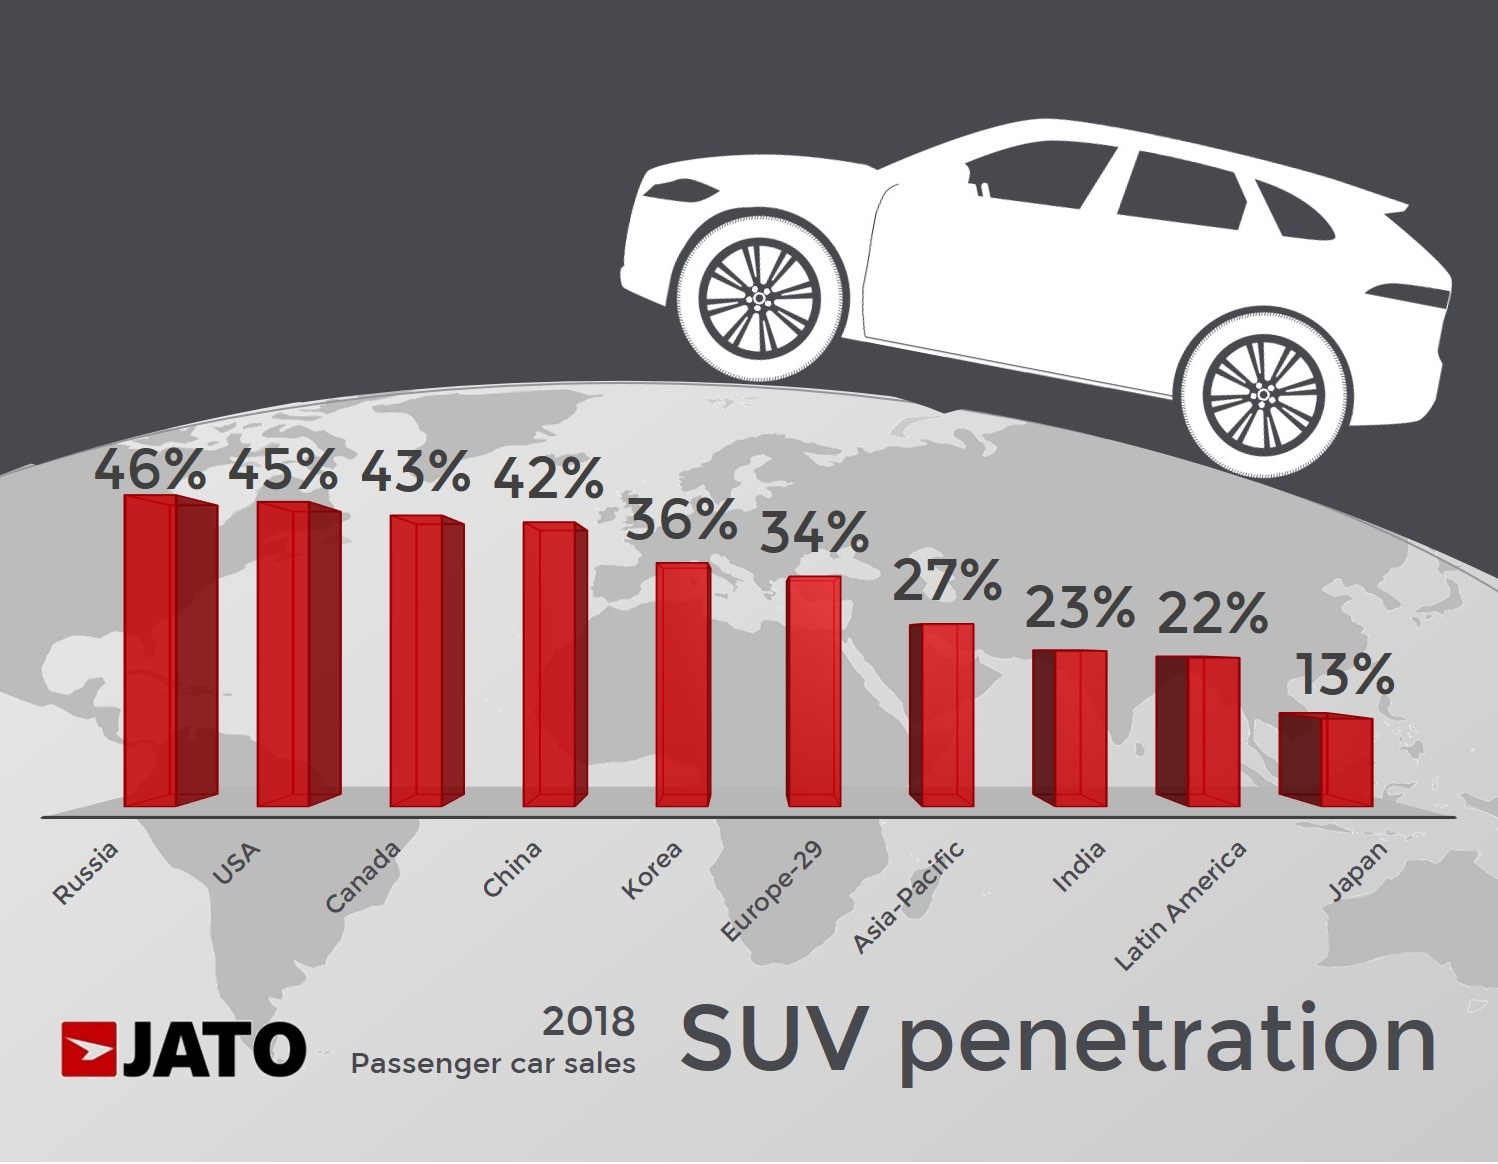 46%
45%
43%
42%
36%
34%
27%
23%
22%
13%
Russia
USA
Canada
China
Korea
Europe-29
Asia-Pacific
India
Latin America
Japan
JATO
2018
Passenger car sales
SUV penetration